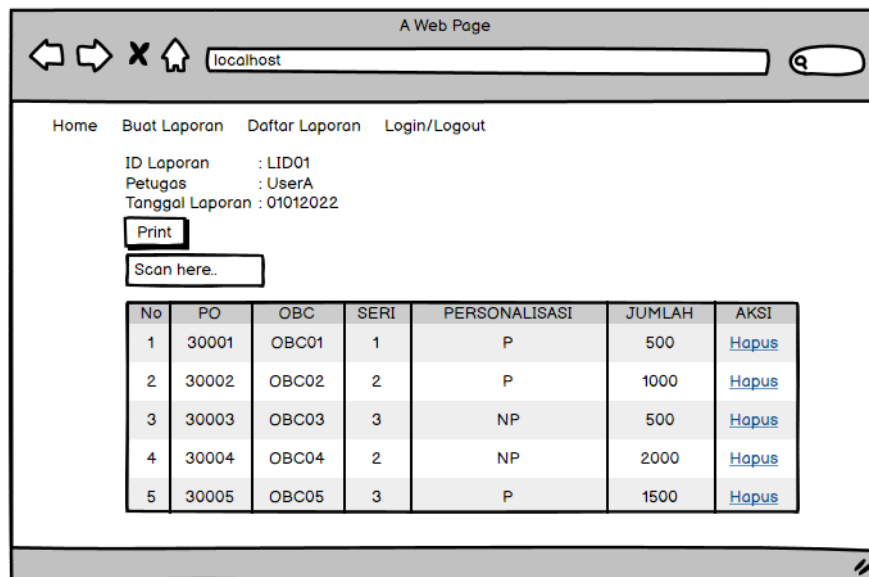 A Web Page
localhost
Home Buat Laporan Daftar Laporan Login/Logout
ID Laporan : LID01
Petugas : UserA
Tanggal Laporan : 01012022
Print
Scan here..
No PO OBC SERI PERSONALISASI JUMLAH AKSI
1 30001 OBC01 1 P 500 Hapus
2 30002 OBC02 2 P 1000 Hapus
3 30003 OBC03 3 NP 500 Hapus
4 30004 OBC04 2 NP 2000 Hapus
5 30005 OBC05 3 P 1500 Hapus